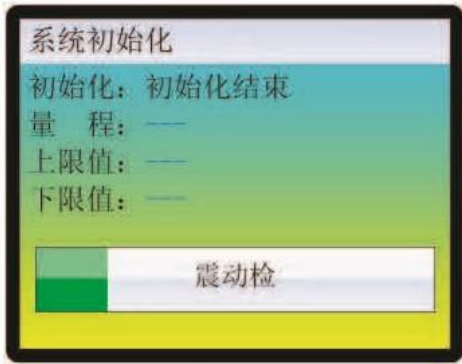 系统初始化
初始化：初始化结束
量　程：---
上限值：---
下限值：---
震动检